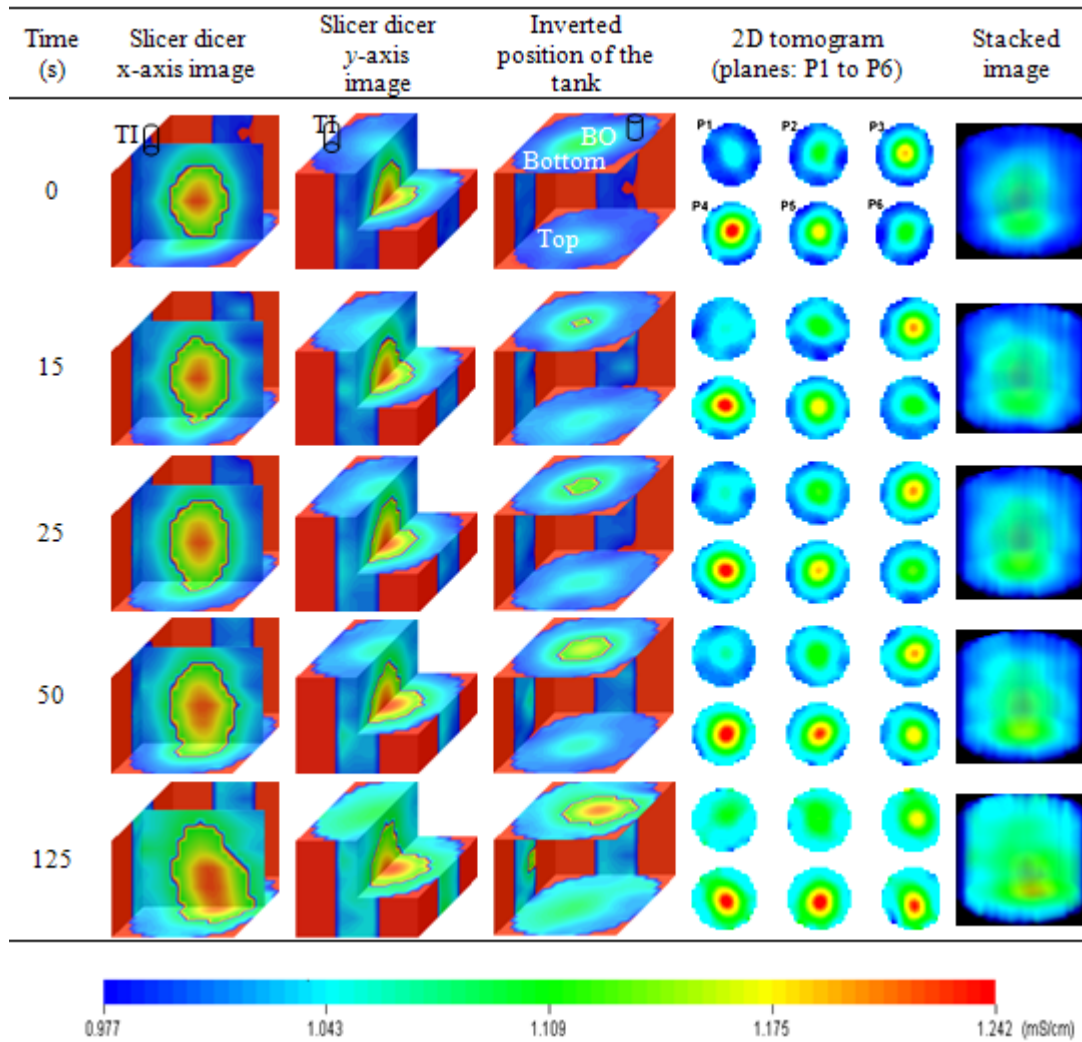 Time
(s)
Slicer dicer
x-axis image
Slicer dicer
y-axis
image
Inverted
position of the
tank
2D tomogram
(planes: P1 to P6)
Stacked
image
0
TI
TI
BO
Bottom
Top
P1 P2 P3
P4 P5 P6
15
25
50
125
0.977 1.043 1.109 1.175 1.242 (mS/cm)